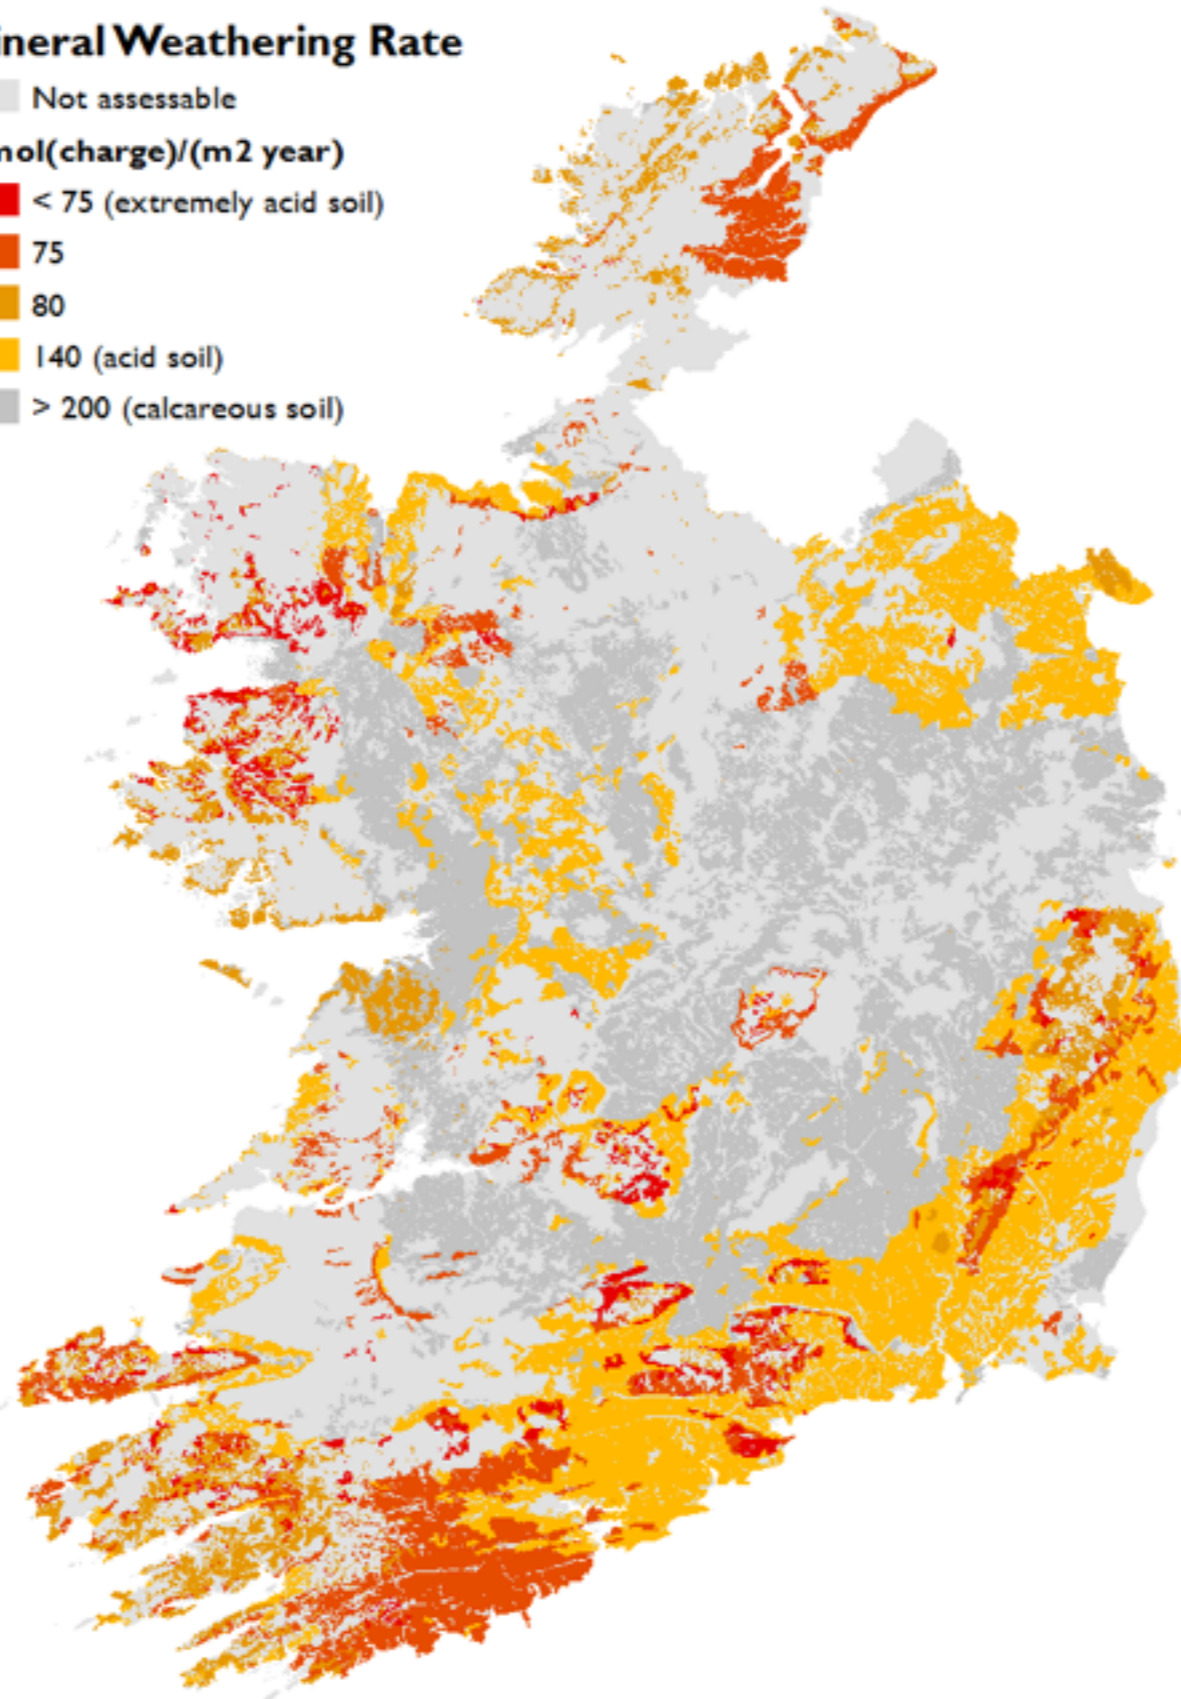 ineral Weathering Rate
Not assessable
nol(charge)/(m2 year)
< 75 (extremely acid soil)
75
80
140 (acid soil)
> 200 (calcareous soil)